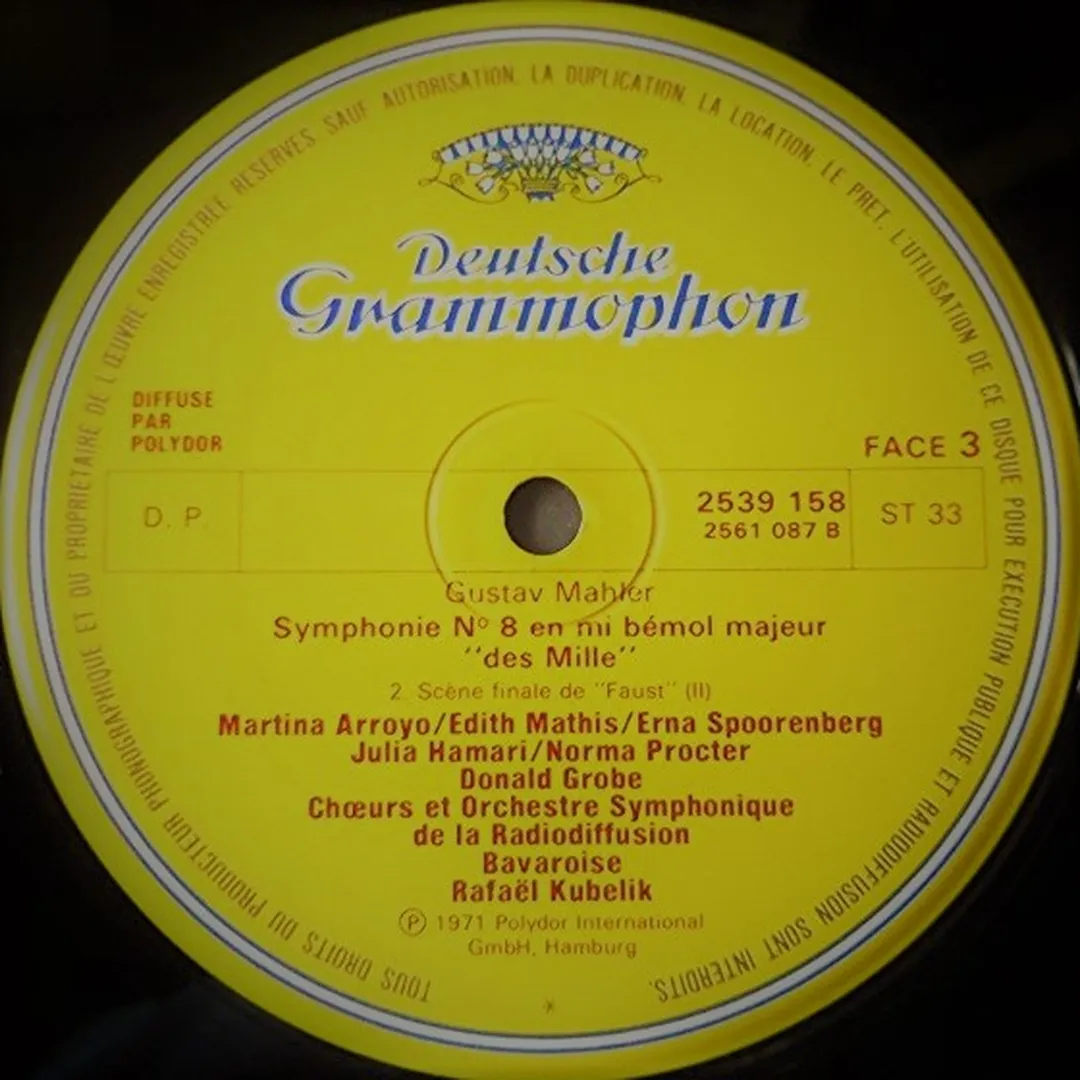 TOUS DROITS DU PRODUCTEUR PHONOGRAPHIQUE ET DU PROPRIETAIRE DE L'ŒUVRE ENREGISTREE RESERVES SAUF AUTORISATION. LA DUPLICATION. LA LOCATION. LE PRET. L'UTILISATION DE CE DISQUE POUR EXECUTION PUBLIQUE ET RADIODIFFUSION SONT INTERDITS.
Deutsche
Grammophon
DIFFUSE
PAR
POLYDOR
FACE 3
D. P.
2539 158
2561 087 B
ST 33
Gustav Mahler
Symphonie Nº 8 en mi bémol majeur
"des Mille"
2. Scène finale de "Faust" (II)
Martina Arroyo/Edith Mathis/Erna Spoorenberg
Julia Hamari/Norma Procter
Donald Grobe
Chœurs et Orchestre Symphonique
de la Radiodiffusion
Bavaroise
Rafaël Kubelik
℗ 1971 Polydor International
GmbH, Hamburg
*